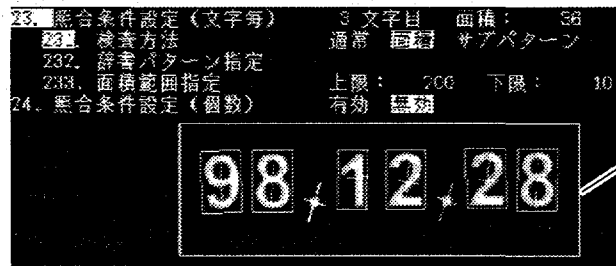 23. 照合条件設定（文字毎） 3 文字目 面積： 86
231. 検査方法 通常 面積 サブパターン
232. 辞書パターン指定
233. 面積範囲指定 上限： 200 下限： 10
24. 照合条件設定（個数） 有効 無効
98.12.28